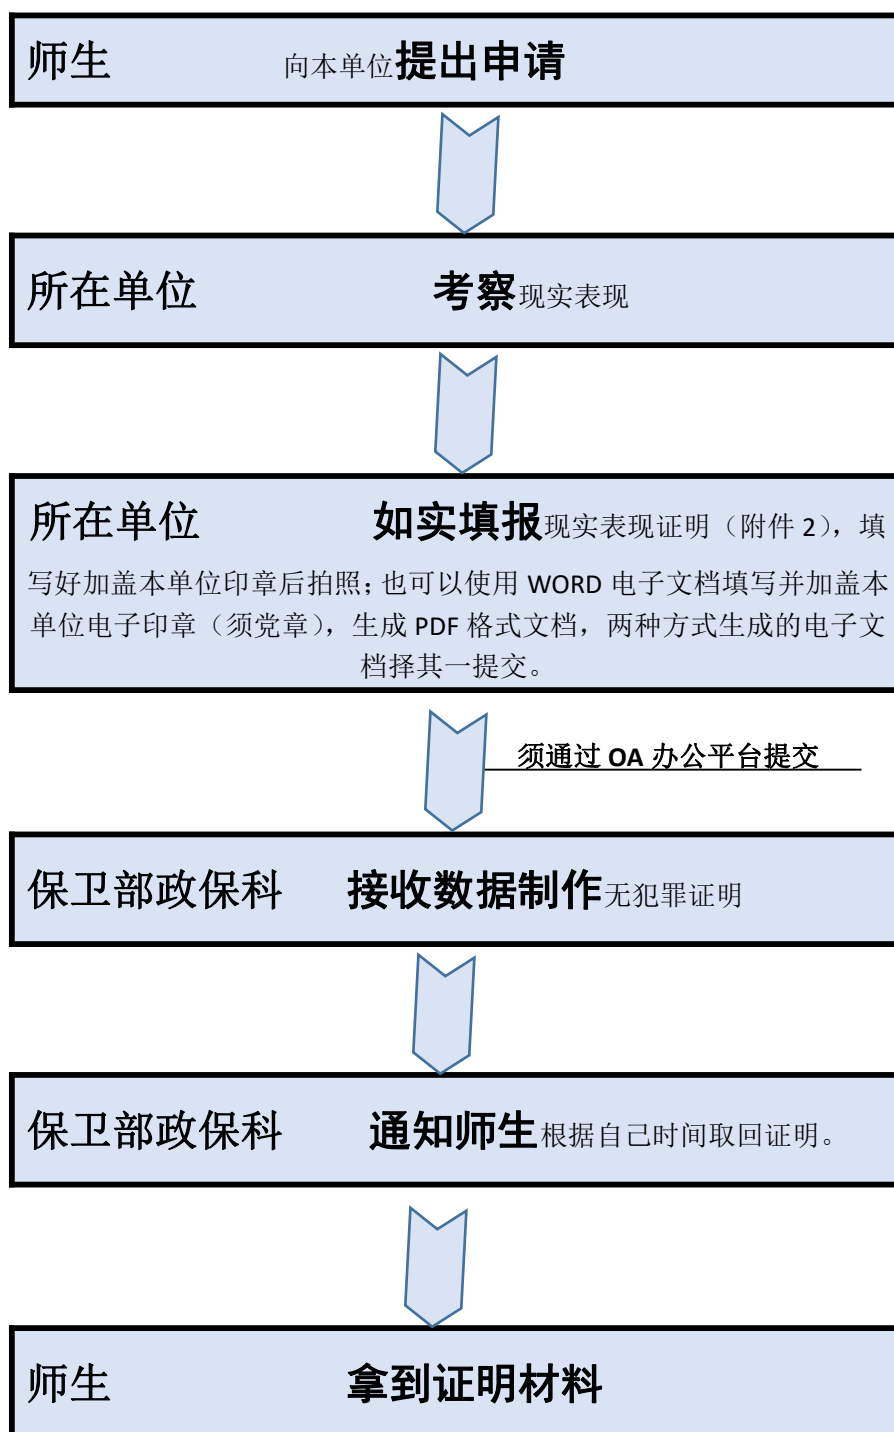 师生 向本单位提出申请
所在单位 考察现实表现
所在单位 如实填报现实表现证明（附件 2），填
写好加盖本单位印章后拍照；也可以使用 WORD 电子文档填写并加盖本
单位电子印章（须党章），生成 PDF 格式文档，两种方式生成的电子文
档择其一提交。
须通过 OA 办公平台提交
保卫部政保科 接收数据制作无犯罪证明
保卫部政保科 通知师生根据自己时间取回证明。
师生 拿到证明材料